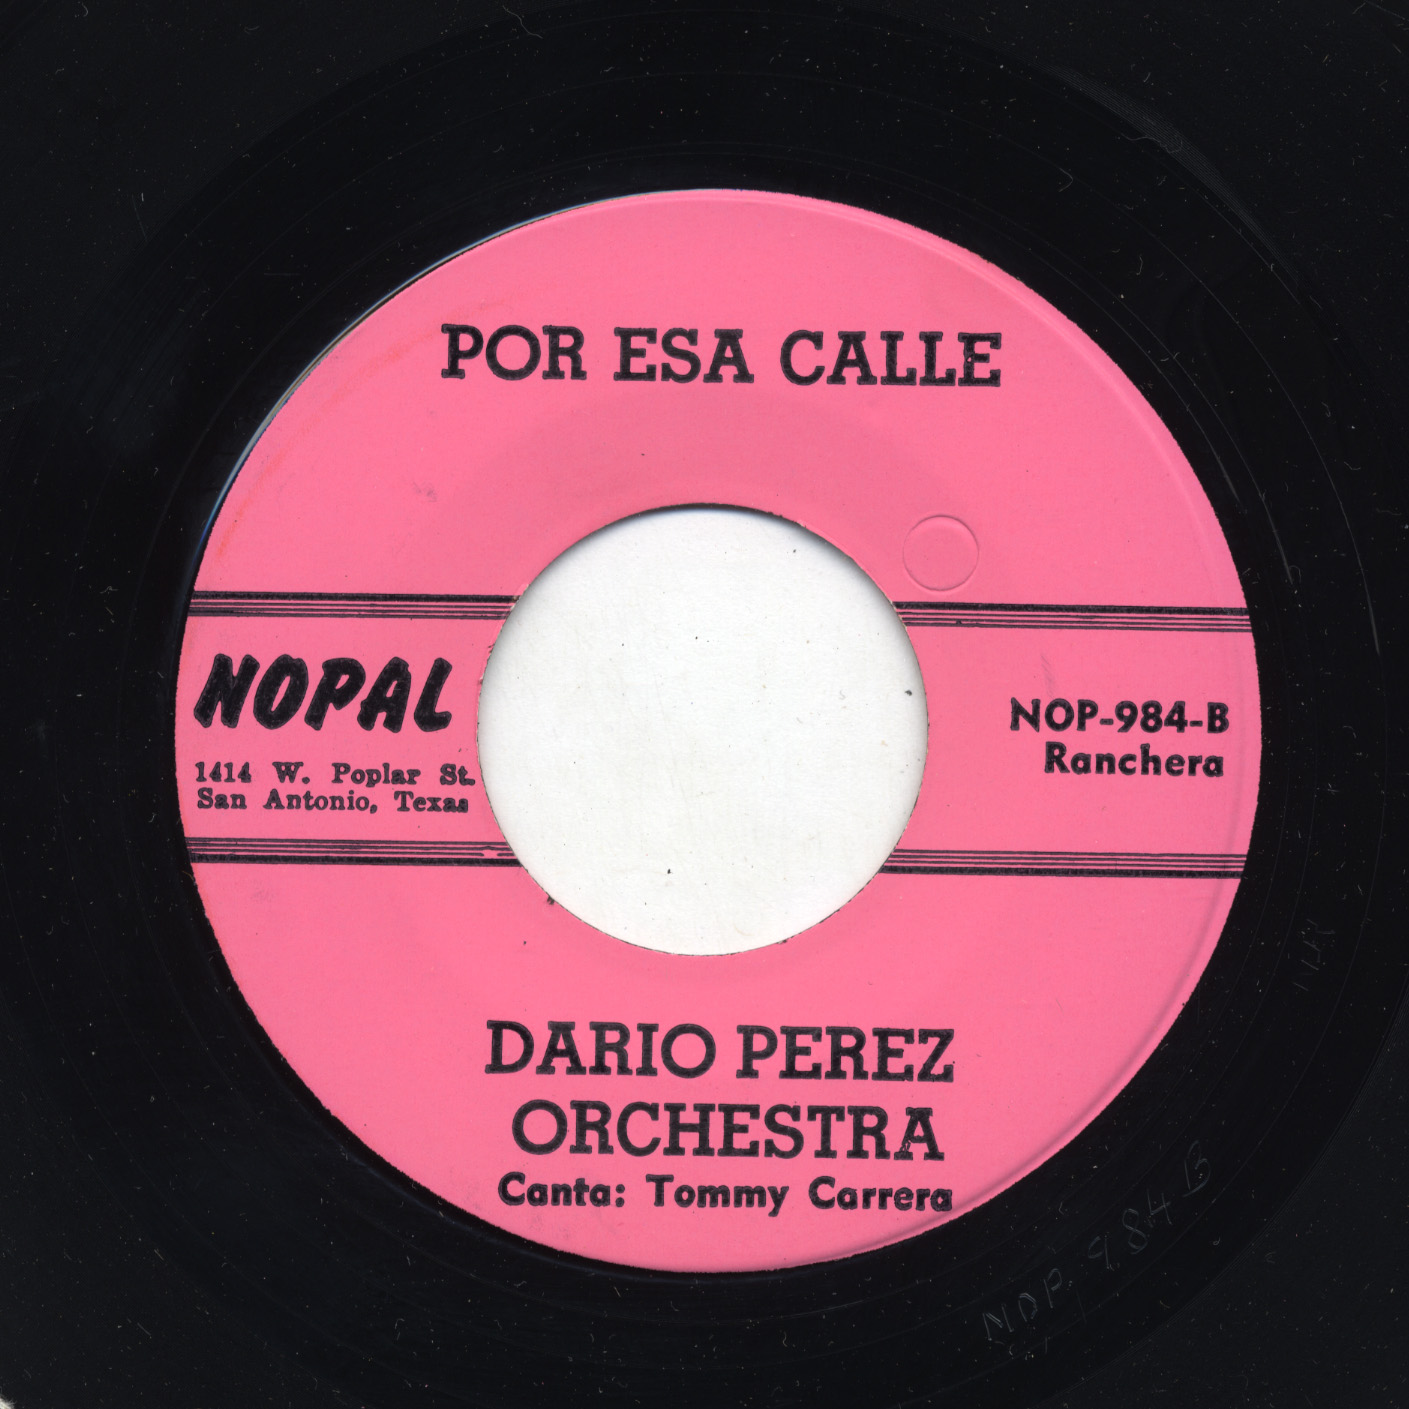 POR ESA CALLE
NOPAL
1414 W. Poplar St.
San Antonio, Texas
NOP-984-B
Ranchera
DARIO PEREZ
ORCHESTRA
Canta: Tommy Carrera
NOP 984 B